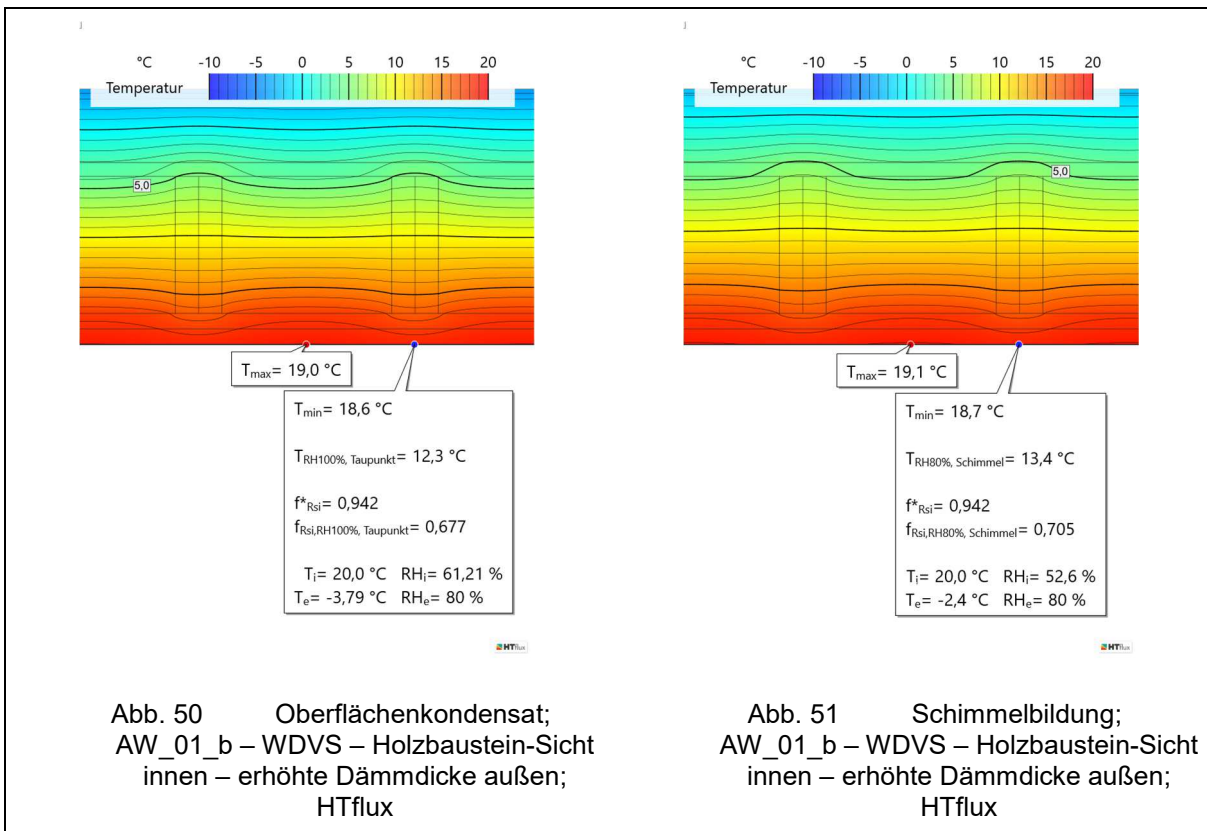 °C -10 -5 0 5 10 15 20
Temperatur
5,0
Tmax= 19,0 °C
Tmin= 18,6 °C
TRH100%, Taupunkt= 12,3 °C
f*Rsi= 0,942
fRsi,RH100%, Taupunkt= 0,677
Ti= 20,0 °C RHi= 61,21 %
Te= -3,79 °C RHe= 80 %
HTflux
Abb. 50 Oberflächenkondensat;
AW_01_b – WDVS – Holzbaustein-Sicht
innen – erhöhte Dämmdicke außen;
HTflux
°C -10 -5 0 5 10 15 20
Temperatur
5,0
Tmax= 19,1 °C
Tmin= 18,7 °C
TRH80%, Schimmel= 13,4 °C
f*Rsi= 0,942
fRsi,RH80%, Schimmel= 0,705
Ti= 20,0 °C RHi= 52,6 %
Te= -2,4 °C RHe= 80 %
HTflux
Abb. 51 Schimmelbildung;
AW_01_b – WDVS – Holzbaustein-Sicht
innen – erhöhte Dämmdicke außen;
HTflux